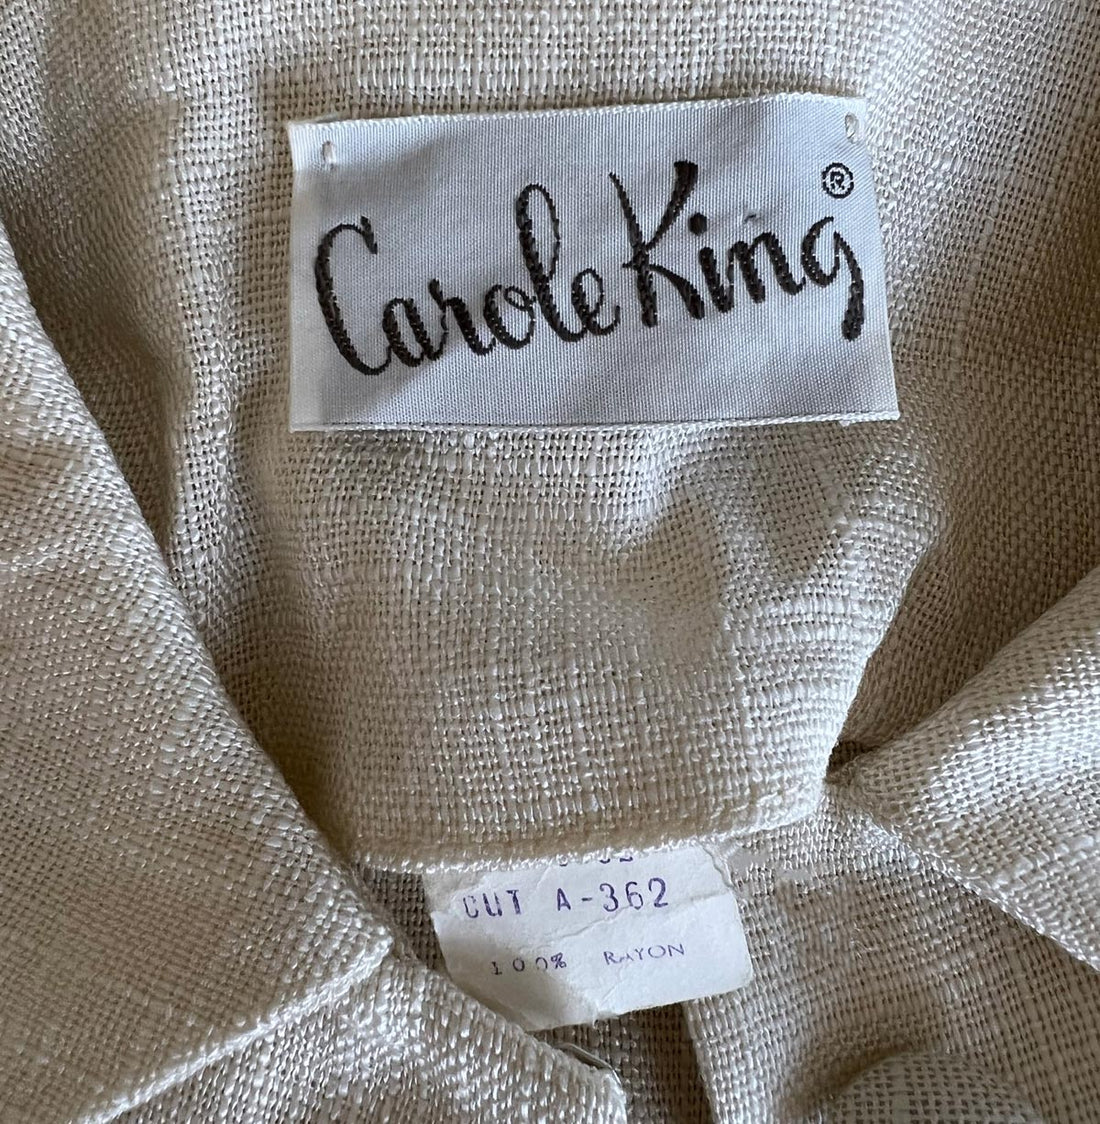 Carole King ®
CUT A-362
100% RAYON